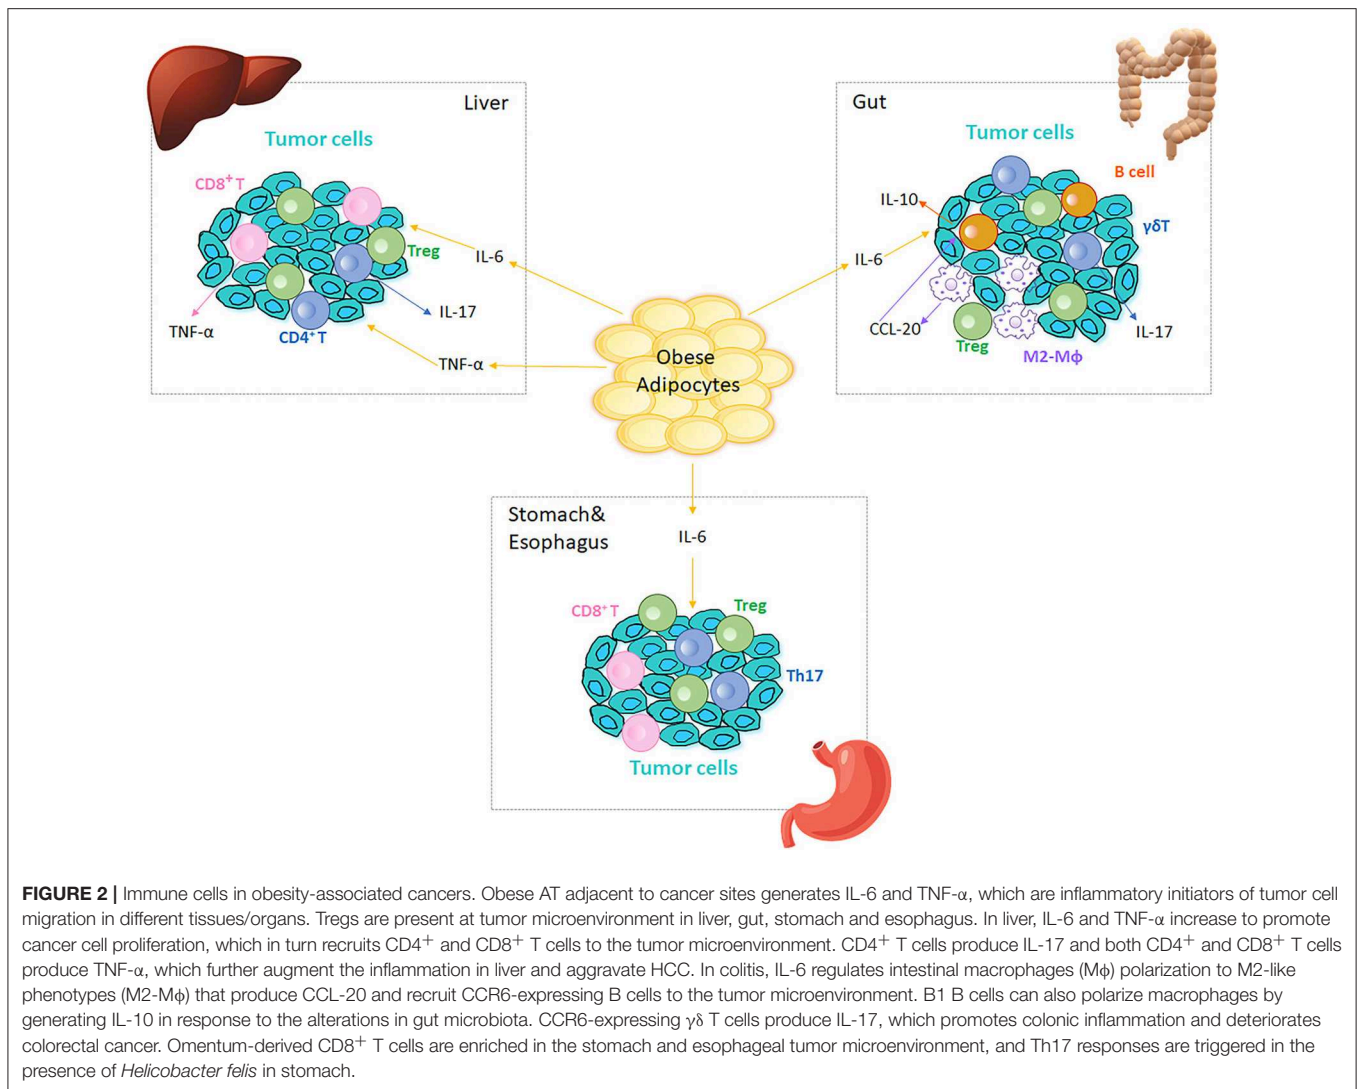 Liver
Tumor cells
CD8⁺ T
Treg
IL-6
IL-17
TNF-α
CD4⁺ T
TNF-α
Gut
Tumor cells
B cell
IL-10
γδT
IL-6
CCL-20
IL-17
Treg
M2-Mϕ
Obese
Adipocytes
Stomach&
Esophagus
IL-6
CD8⁺ T
Treg
Th17
Tumor cells
FIGURE 2 | Immune cells in obesity-associated cancers. Obese AT adjacent to cancer sites generates IL-6 and TNF-α, which are inflammatory initiators of tumor cell
migration in different tissues/organs. Tregs are present at tumor microenvironment in liver, gut, stomach and esophagus. In liver, IL-6 and TNF-α increase to promote
cancer cell proliferation, which in turn recruits CD4⁺ and CD8⁺ T cells to the tumor microenvironment. CD4⁺ T cells produce IL-17 and both CD4⁺ and CD8⁺ T cells
produce TNF-α, which further augment the inflammation in liver and aggravate HCC. In colitis, IL-6 regulates intestinal macrophages (Mϕ) polarization to M2-like
phenotypes (M2-Mϕ) that produce CCL-20 and recruit CCR6-expressing B cells to the tumor microenvironment. B1 B cells can also polarize macrophages by
generating IL-10 in response to the alterations in gut microbiota. CCR6-expressing γδ T cells produce IL-17, which promotes colonic inflammation and deteriorates
colorectal cancer. Omentum-derived CD8⁺ T cells are enriched in the stomach and esophageal tumor microenvironment, and Th17 responses are triggered in the
presence of Helicobacter felis in stomach.